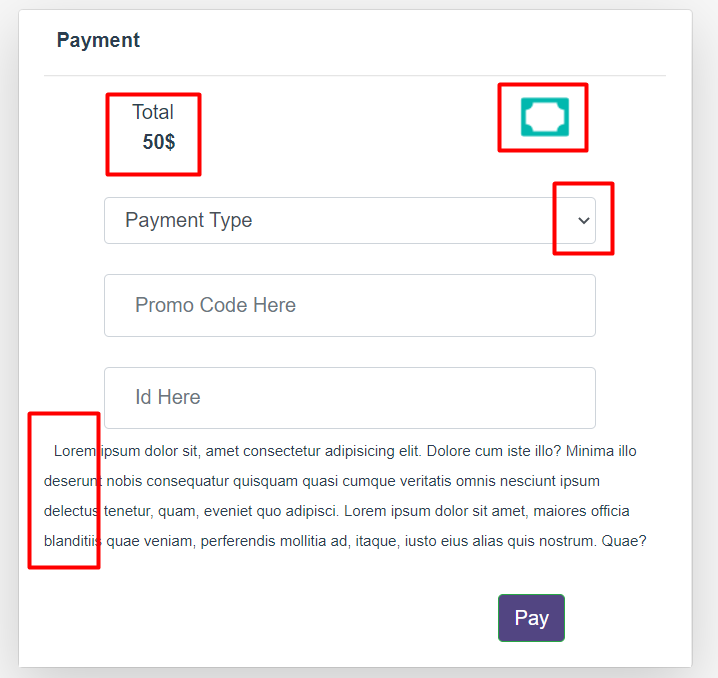 Payment
Total
50$
Payment Type
Promo Code Here
Id Here
Lorem ipsum dolor sit, amet consectetur adipisicing elit. Dolore cum iste illo? Minima illo
deserunt nobis consequatur quisquam quasi cumque veritatis omnis nesciunt ipsum
delectus tenetur, quam, eveniet quo adipisci. Lorem ipsum dolor sit amet, maiores officia
blanditiis quae veniam, perferendis mollitia ad, itaque, iusto eius alias quis nostrum. Quae?
Pay